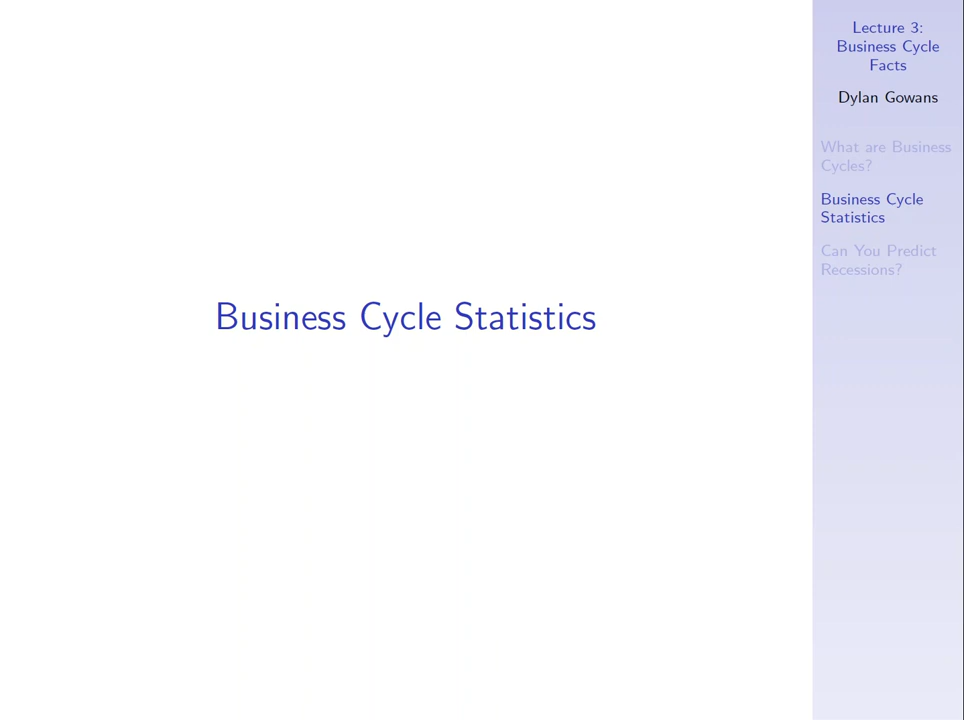 Business Cycle Statistics
Lecture 3:
Business Cycle
Facts
Dylan Gowans
What are Business
Cycles?
Business Cycle
Statistics
Can You Predict
Recessions?